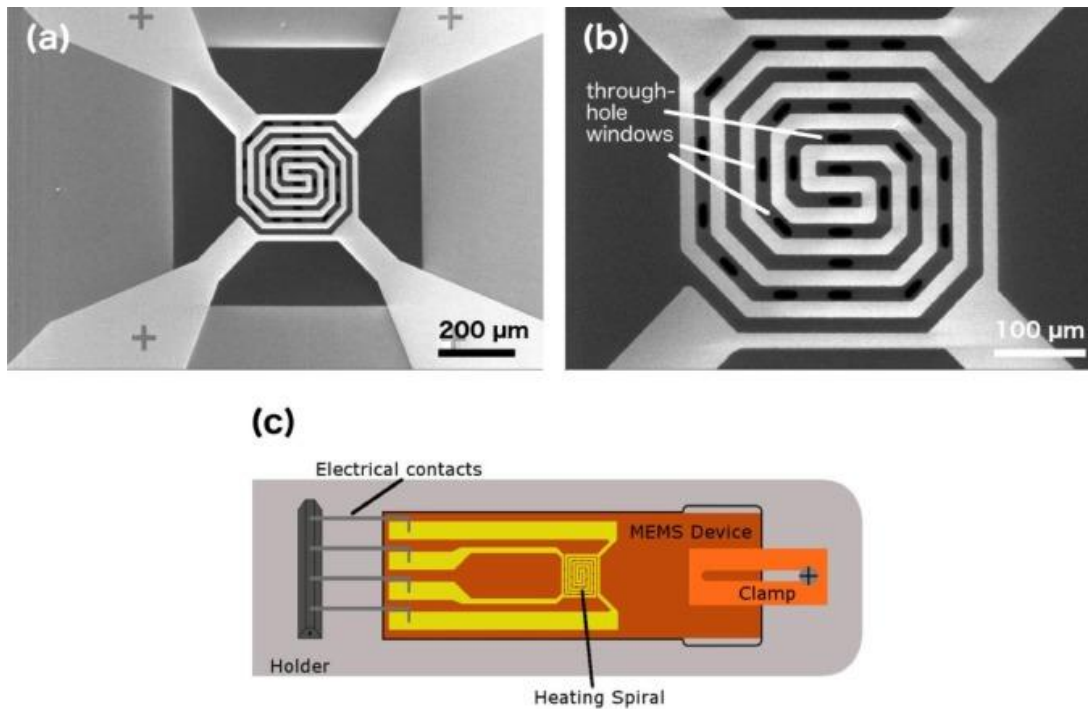 (a)
200 µm
(b)
through-
hole
windows
100 µm
(c)
Electrical contacts
MEMS Device
Clamp
Holder
Heating Spiral